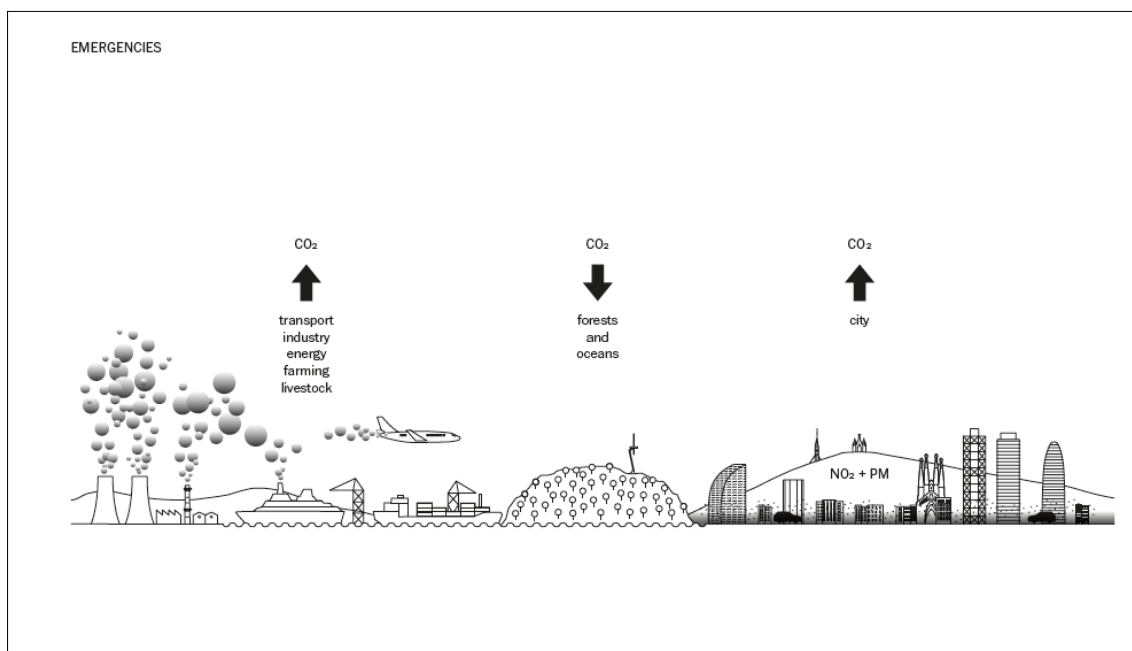 EMERGENCIES
CO₂
transport
industry
energy
farming
livestock
CO₂
forests
and
oceans
CO₂
city
NO₂ + PM